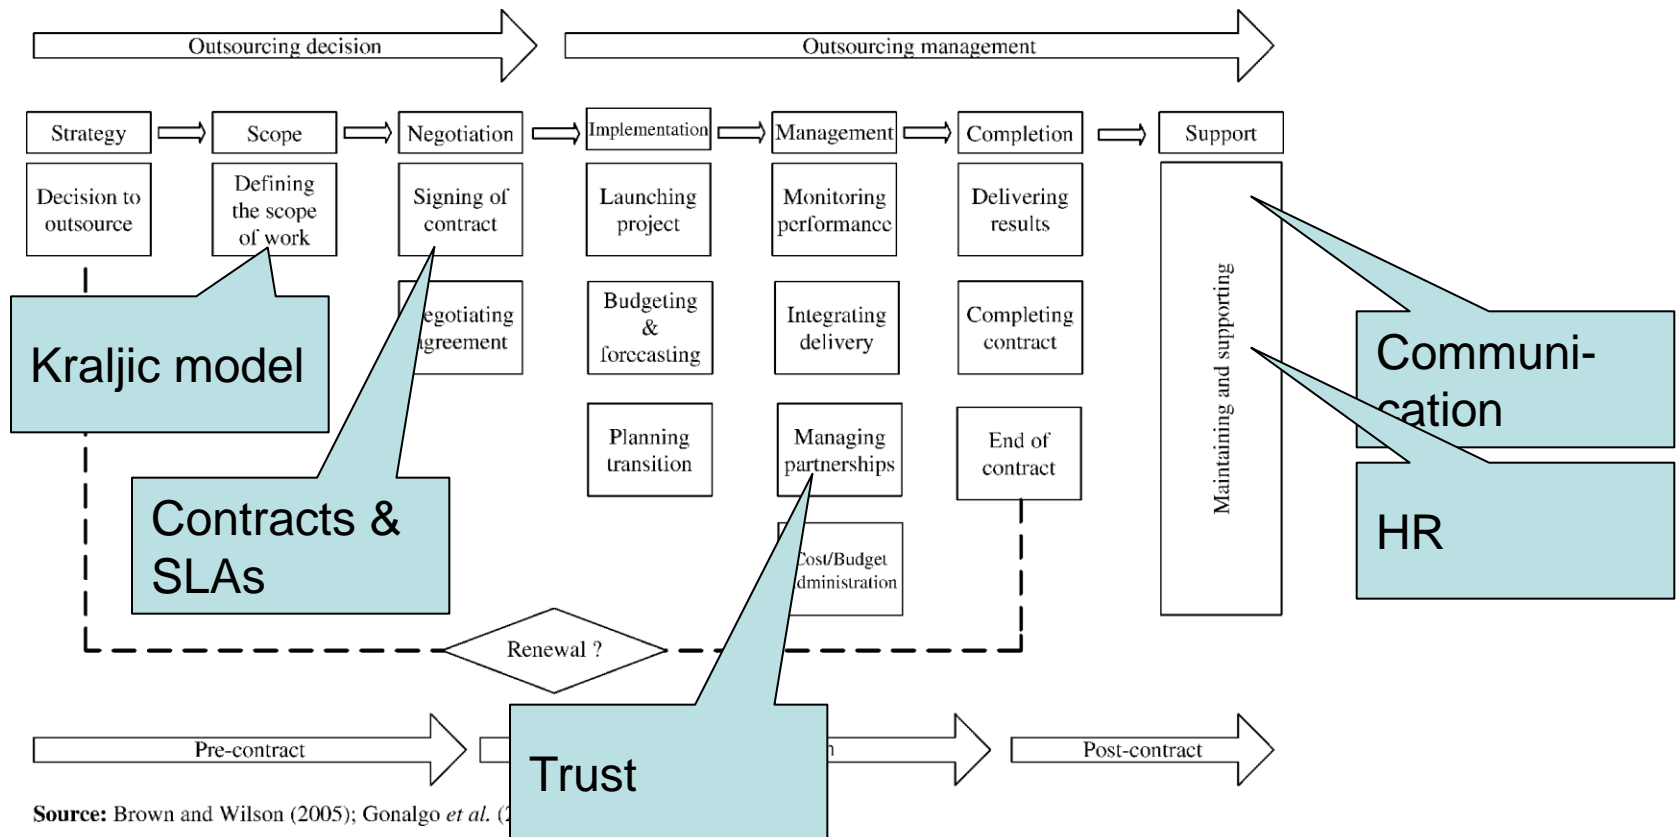 Outsourcing decision
Outsourcing management
Strategy
Scope
Negotiation
Implementation
Management
Completion
Support
Decision to
outsource
Defining
the scope
of work
Signing of
contract
Launching
project
Monitoring
performance
Delivering
results
Kraljic model
egotiating
greement
Budgeting
&
forecasting
Integrating
delivery
Completing
contract
Maintaining and supporting
Communi-
cation
Contracts &
SLAs
Planning
transition
Managing
partnerships
End of
contract
HR
Cost/Budget
dministration
Renewal ?
Pre-contract
Post-contract
Trust
Source: Brown and Wilson (2005); Gonalgo et al.